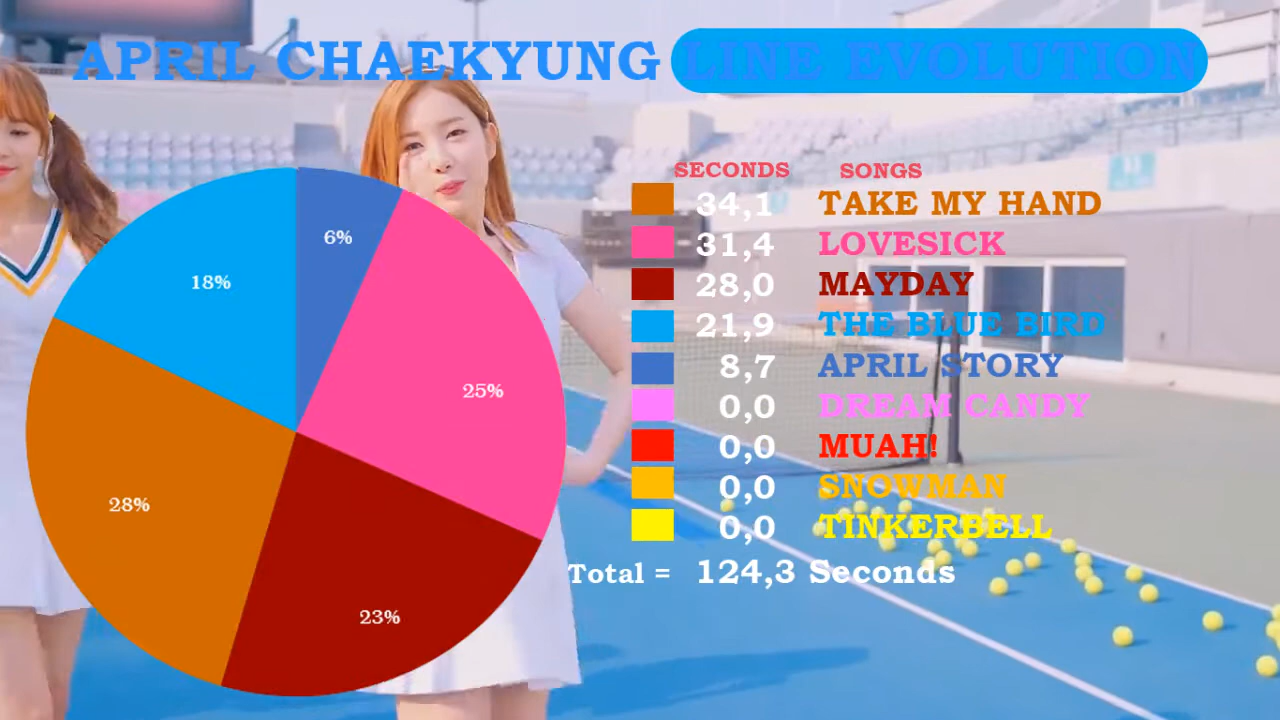 APRIL CHAEKYUNG LINE EVOLUTION
SECONDS SONGS
34,1 TAKE MY HAND
31,4 LOVESICK
28,0 MAYDAY
21,9 THE BLUE BIRD
8,7 APRIL STORY
0,0 DREAM CANDY
0,0 MUAH!
0,0 SNOWMAN
0,0 TINKERBELL
Total = 124,3 Seconds
6%
18%
25%
28%
23%